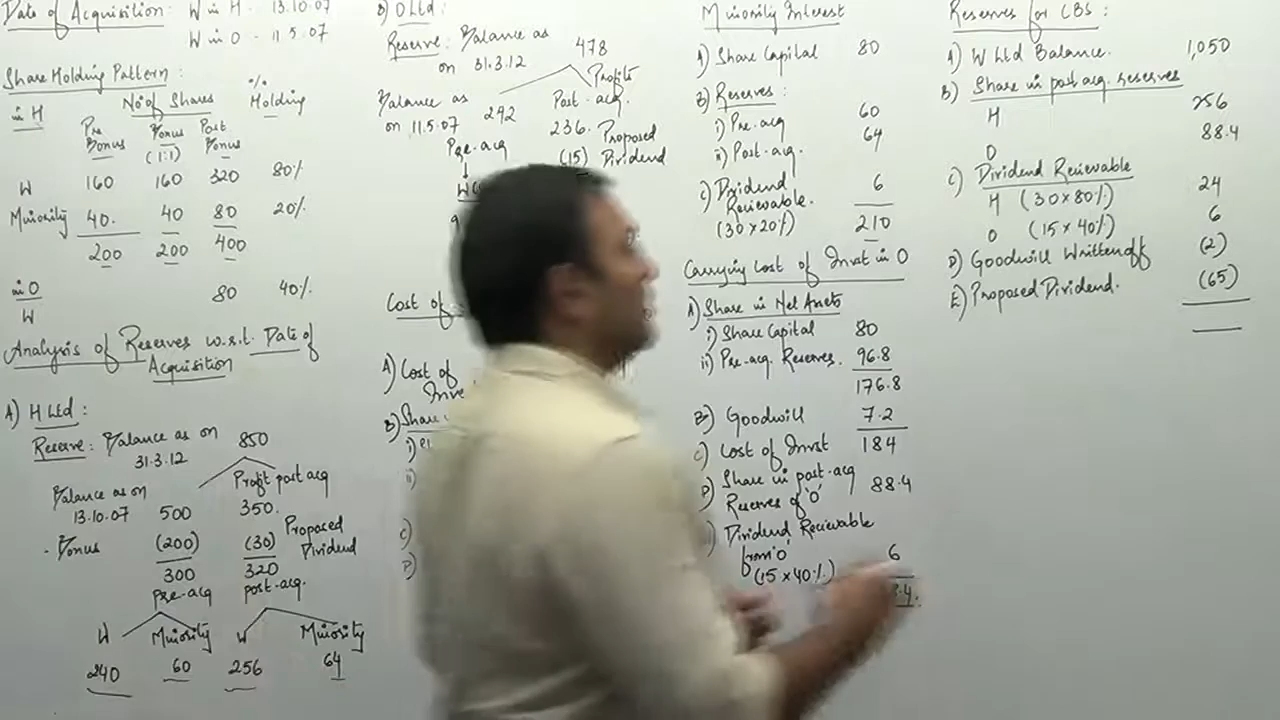 Date of Acquisition: W in H - 13.10.07
W in O - 11.5.07
Share Holding Pattern:
in H
No of Shares
% Holding
Pre Bonus
Bonus (1:1)
Post Bonus
W 160 160 320 80%
Minority 40. 40 80 20%
200 200 400
in O
W 80 40%
Analysis of Reserves w.r.t. Date of
Acquisition
A) H Ltd:
Reserve: Balance as on 850
31.3.12
Balance as on
13.10.07 500
Profit post acq
350.
- Bonus (200) (30) Proposed Dividend
300 320
pre-acq post-acq.
W Minority W Minority
240 60 256 64
B) O Ltd:
Reserve: Balance as 478
on 31.3.12
Balance as
on 11.5.07 242
Profits
Post-acq.
236.
Pre-acq
(15) Proposed Dividend
Cost of
A) Cost of
B) Share
i)
ii)
C)
D)
Minority Interest
A) Share Capital 80
B) Reserves:
i) Pre-acq 60
ii) Post-acq. 64
C) Dividend
Recievable. 6
(30x20%) 210
Carrying Cost of Invst in O
A) Share in Net Assets
i) Share Capital 80
ii) Pre-acq. Reserves. 96.8
176.8
B) Goodwill 7.2
C) Cost of Invst 184
D) Share in post-acq
Reserves of 'O' 88.4
Dividend Recievable
from 'O' 6
(15 x 40%)
Reserves for CBS:
A) W Ltd Balance. 1,050
B) Share in post acq. reserves
H 256
O 88.4
C) Dividend Recievable
H (30x80%) 24
O (15 x 40%) 6
D) Goodwill Written off (2)
E) Proposed Dividend. (65)